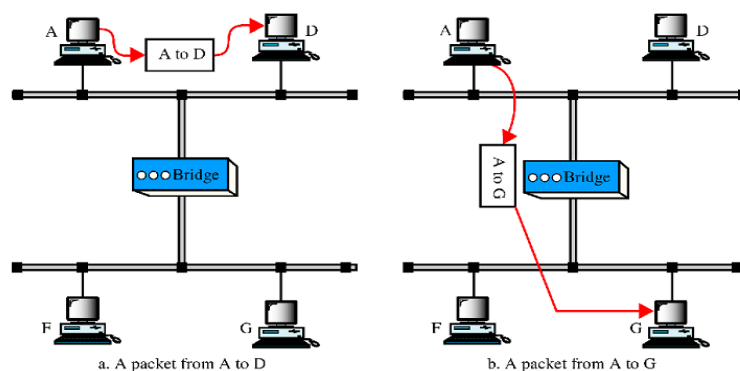 A
A to D
D
Bridge
F
G
a. A packet from A to D
A
D
A to G
Bridge
F
G
b. A packet from A to G